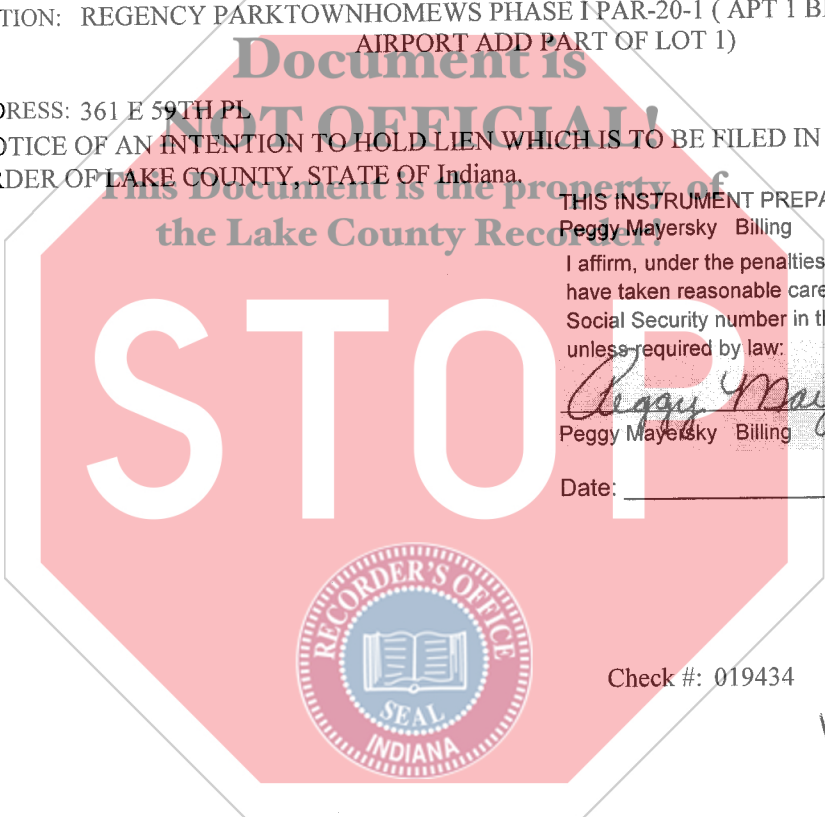 TION: REGENCY PARKTOWNHOMEWS PHASE I PAR-20-1 ( APT 1 B
AIRPORT ADD PART OF LOT 1)
Document is
DRESS: 361 E 59TH PL
NOT OFFICIAL!
OTICE OF AN INTENTION TO HOLD LIEN WHICH IS TO BE FILED IN
RDER OF LAKE COUNTY, STATE OF Indiana.
This Document is the property of
the Lake County Recorder!
THIS INSTRUMENT PREPA
Peggy Mayersky Billing
I affirm, under the penalties
have taken reasonable care
Social Security number in th
unless required by law:
Peggy May
Peggy Mayersky Billing
Date:
STOP
RECORDER'S OFFICE
SEAL
INDIANA
Check #: 019434